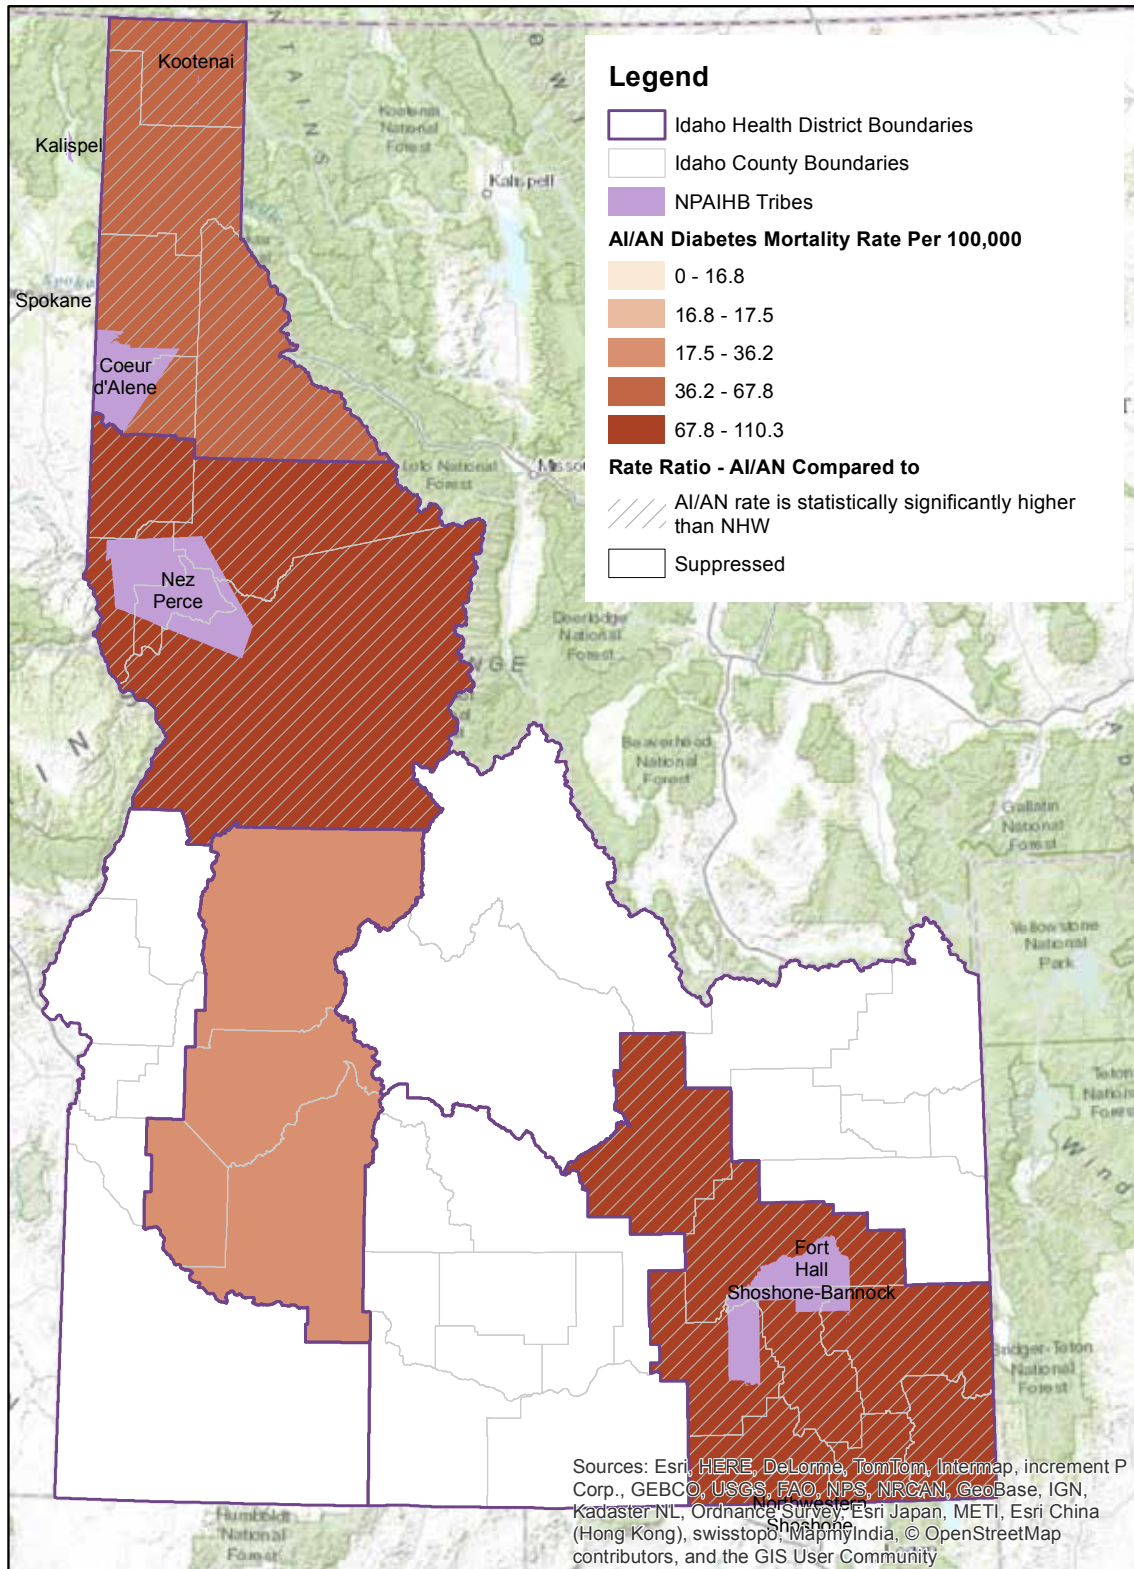 Kootenai
Kalispel
Spokane
Coeur
d'Alene
Nez
Perce
Fort
Hall
Shoshone-Bannock
Northwestern
Shoshone
Kootenai
National
Forest
Kalispell
Lolo National
Forest
Deerlodge
National
Forest
Beaverhead
National
Forest
Gallatin
National
Forest
Yellowstone
National
Park
Teton
Bridger-Teton
National
Forest
Humboldt
National
Forest
Legend
Idaho Health District Boundaries
Idaho County Boundaries
NPAIHB Tribes
AI/AN Diabetes Mortality Rate Per 100,000
0 - 16.8
16.8 - 17.5
17.5 - 36.2
36.2 - 67.8
67.8 - 110.3
Rate Ratio - AI/AN Compared to
AI/AN rate is statistically significantly higher
than NHW
Suppressed
Sources: Esri, HERE, DeLorme, TomTom, Intermap, increment P
Corp., GEBCO, USGS, FAO, NPS, NRCAN, GeoBase, IGN,
Kadaster NL, Ordnance Survey, Esri Japan, METI, Esri China
(Hong Kong), swisstopo, MapmyIndia, © OpenStreetMap
contributors, and the GIS User Community